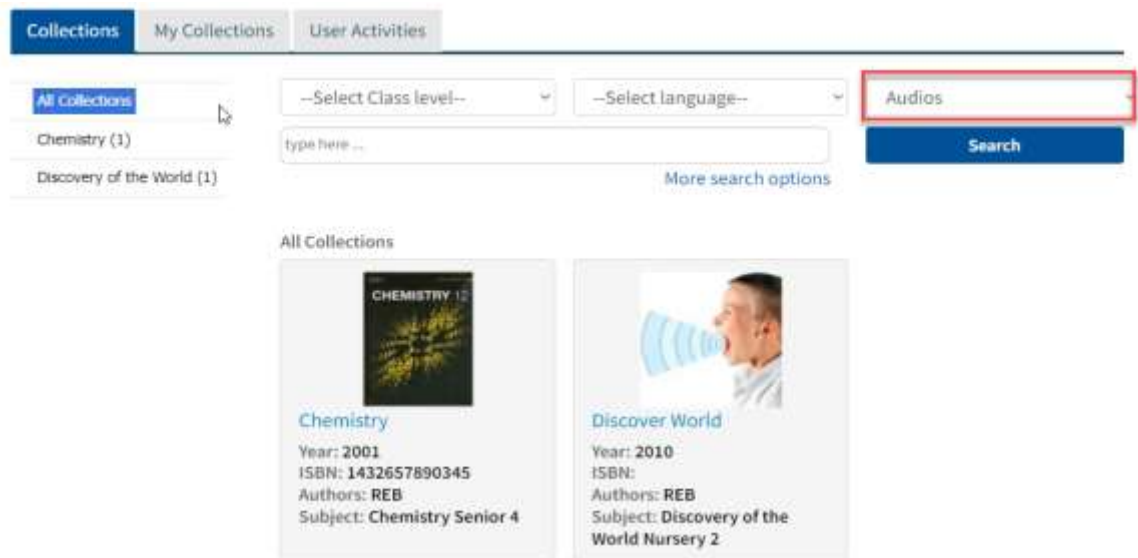 Collections My Collections User Activities
All Collections
Chemistry (1)
Discovery of the World (1)
--Select Class level-- --Select language-- Audios
type here ... Search
More search options
All Collections
CHEMISTRY 12
Chemistry
Year: 2001
ISBN: 1432657890345
Authors: REB
Subject: Chemistry Senior 4
Discover World
Year: 2010
ISBN:
Authors: REB
Subject: Discovery of the
World Nursery 2